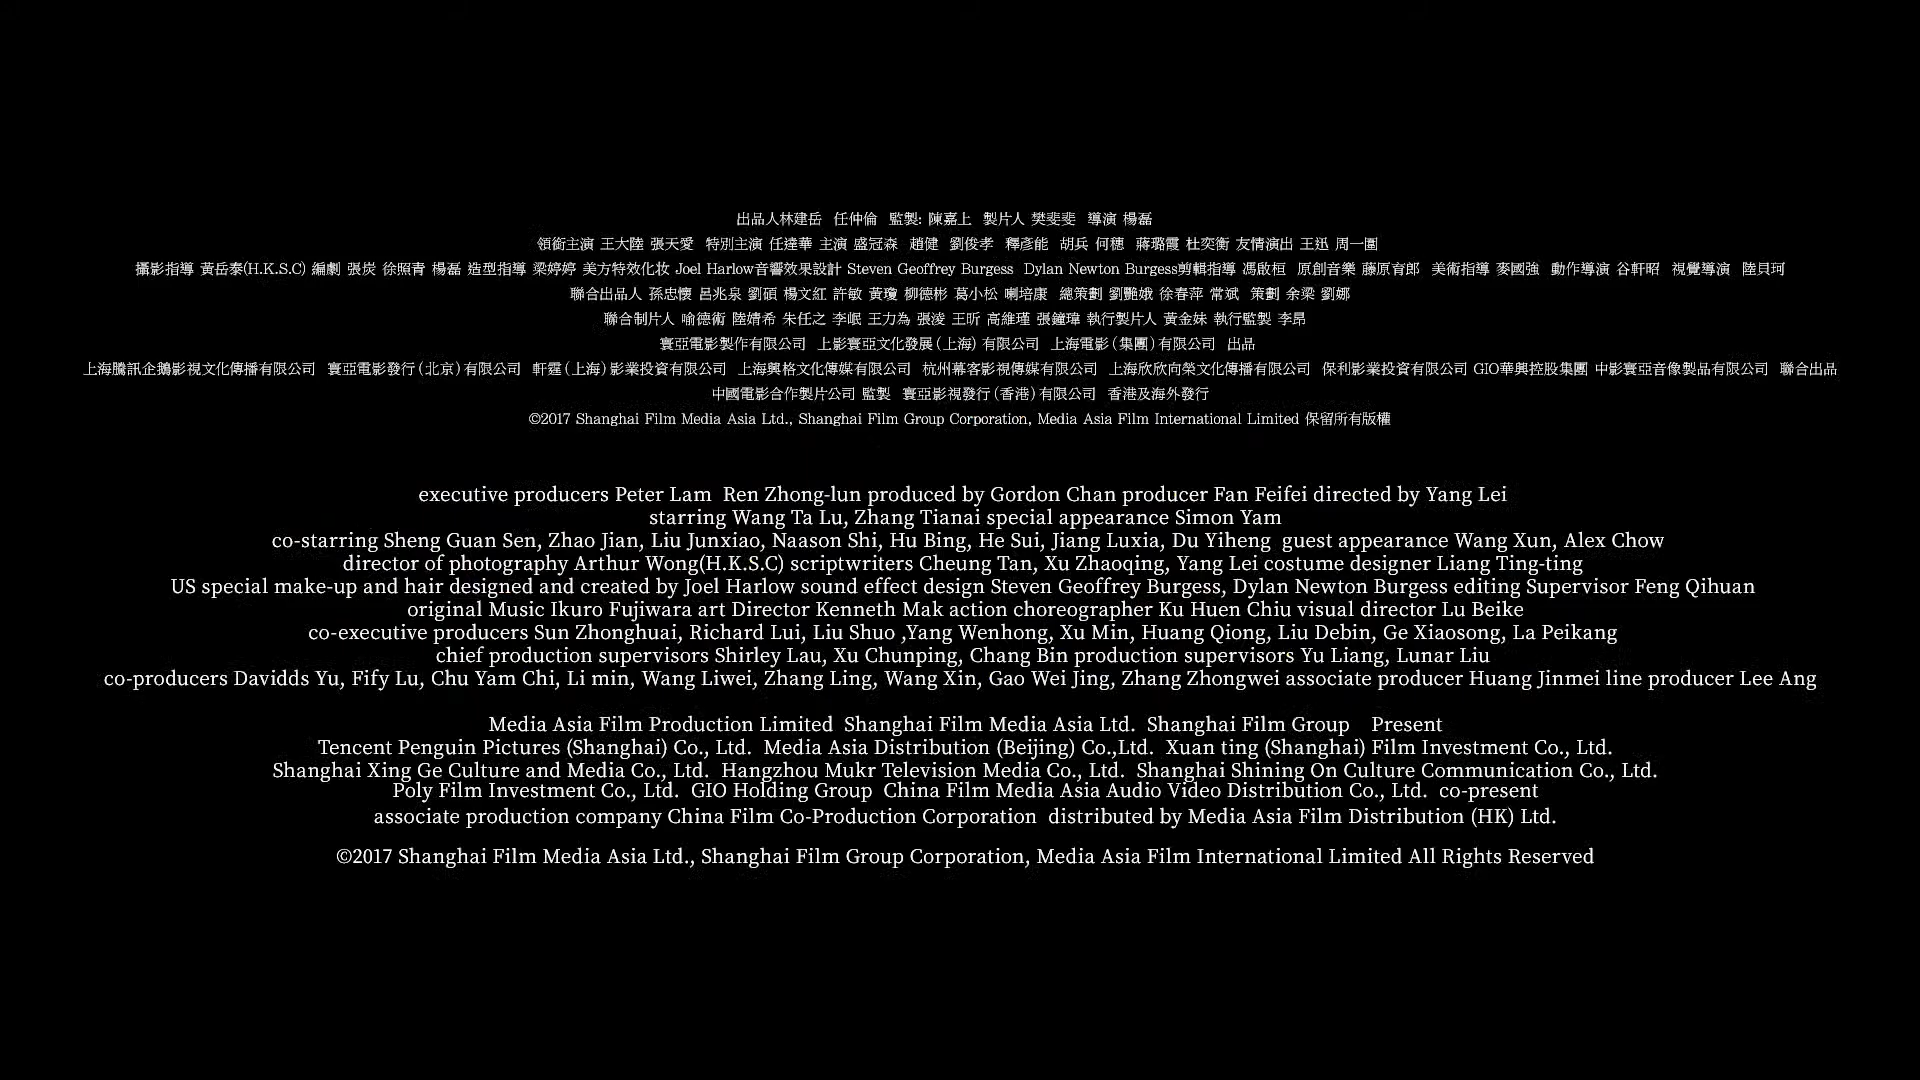 出品人林建岳 任仲倫 監製: 陳嘉上 製片人 樊斐斐 導演 楊磊
領銜主演 王大陸 張天愛 特別主演 任達華 主演 盛冠森 趙健 劉俊孝 釋彥能 胡兵 何穗 蔣璐霞 杜奕衡 友情演出 王迅 周一圍
攝影指導 黃岳泰(H.K.S.C) 編劇 張炭 徐照青 楊磊 造型指導 梁婷婷 美方特效化妆 Joel Harlow音響效果設計 Steven Geoffrey Burgess Dylan Newton Burgess剪輯指導 馮啟桓 原創音樂 藤原育郎 美術指導 麥國強 動作導演 谷軒昭 視覺導演 陸貝珂
聯合出品人 孫忠懷 呂兆泉 劉碩 楊文紅 許敏 黃瓊 柳德彬 葛小松 喇培康 總策劃 劉艷娥 徐春萍 常斌 策劃 余梁 劉娜
聯合制片人 喻德術 陸婧希 朱任之 李岷 王力為 張淩 王昕 高維瑾 張鐘瑋 執行製片人 黃金妹 執行監製 李昂
寰亞電影製作有限公司 上影寰亞文化發展(上海) 有限公司 上海電影(集團)有限公司 出品
上海騰訊企鵝影視文化傳播有限公司 寰亞電影發行(北京)有限公司 軒霆(上海)影業投資有限公司 上海興格文化傳媒有限公司 杭州幕客影視傳媒有限公司 上海欣欣向榮文化傳播有限公司 保利影業投資有限公司 GIO華興控股集團 中影寰亞音像製品有限公司 聯合出品
中國電影合作製片公司 監製 寰亞影視發行(香港)有限公司 香港及海外發行
©2017 Shanghai Film Media Asia Ltd., Shanghai Film Group Corporation, Media Asia Film International Limited 保留所有版權
executive producers Peter Lam Ren Zhong-lun produced by Gordon Chan producer Fan Feifei directed by Yang Lei
starring Wang Ta Lu, Zhang Tianai special appearance Simon Yam
co-starring Sheng Guan Sen, Zhao Jian, Liu Junxiao, Naason Shi, Hu Bing, He Sui, Jiang Luxia, Du Yiheng guest appearance Wang Xun, Alex Chow
director of photography Arthur Wong(H.K.S.C) scriptwriters Cheung Tan, Xu Zhaoqing, Yang Lei costume designer Liang Ting-ting
US special make-up and hair designed and created by Joel Harlow sound effect design Steven Geoffrey Burgess, Dylan Newton Burgess editing Supervisor Feng Qihuan
original Music Ikuro Fujiwara art Director Kenneth Mak action choreographer Ku Huen Chiu visual director Lu Beike
co-executive producers Sun Zhonghuai, Richard Lui, Liu Shuo ,Yang Wenhong, Xu Min, Huang Qiong, Liu Debin, Ge Xiaosong, La Peikang
chief production supervisors Shirley Lau, Xu Chunping, Chang Bin production supervisors Yu Liang, Lunar Liu
co-producers Davidds Yu, Fify Lu, Chu Yam Chi, Li min, Wang Liwei, Zhang Ling, Wang Xin, Gao Wei Jing, Zhang Zhongwei associate producer Huang Jinmei line producer Lee Ang
Media Asia Film Production Limited Shanghai Film Media Asia Ltd. Shanghai Film Group Present
Tencent Penguin Pictures (Shanghai) Co., Ltd. Media Asia Distribution (Beijing) Co.,Ltd. Xuan ting (Shanghai) Film Investment Co., Ltd.
Shanghai Xing Ge Culture and Media Co., Ltd. Hangzhou Mukr Television Media Co., Ltd. Shanghai Shining On Culture Communication Co., Ltd.
Poly Film Investment Co., Ltd. GIO Holding Group China Film Media Asia Audio Video Distribution Co., Ltd. co-present
associate production company China Film Co-Production Corporation distributed by Media Asia Film Distribution (HK) Ltd.
©2017 Shanghai Film Media Asia Ltd., Shanghai Film Group Corporation, Media Asia Film International Limited All Rights Reserved